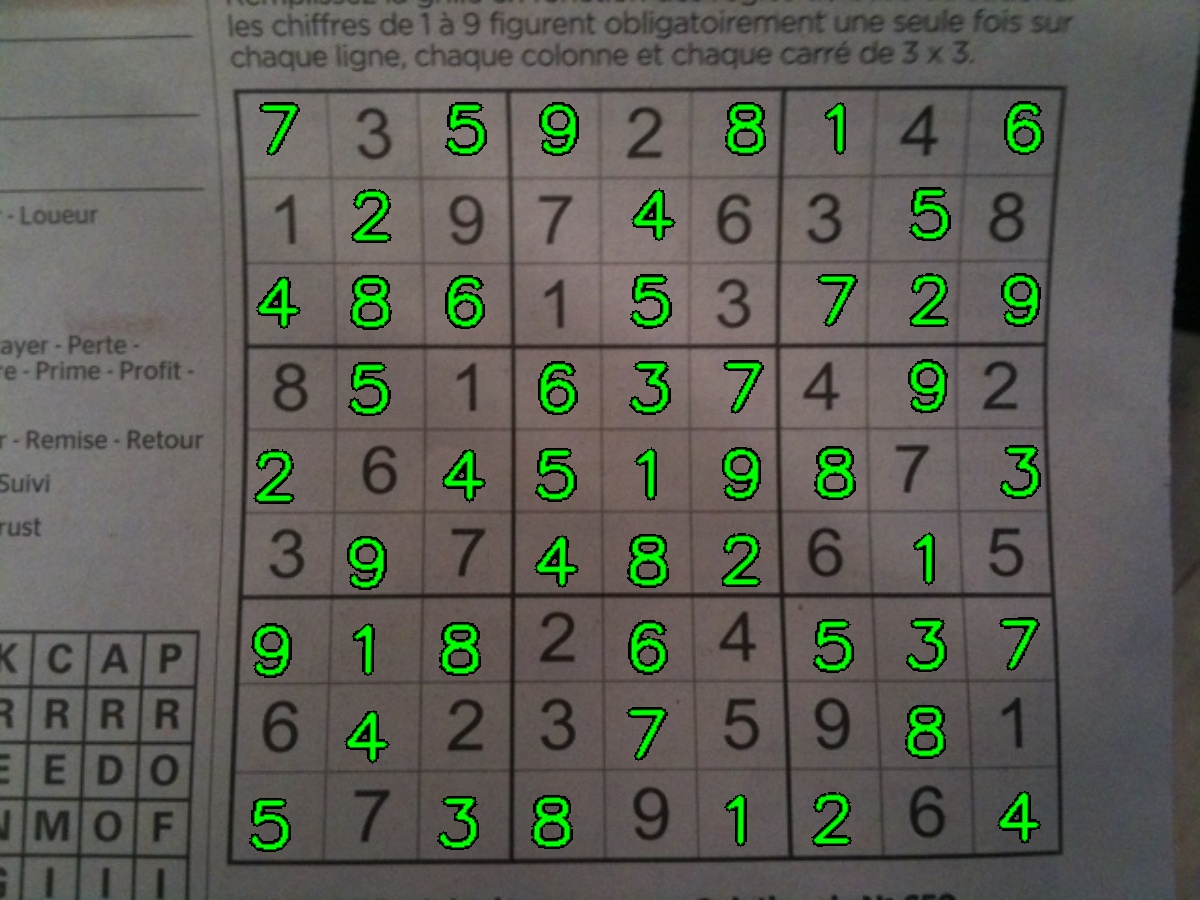 les chiffres de 1 à 9 figurent obligatoirement une seule fois sur
chaque ligne, chaque colonne et chaque carré de 3 x 3.
7 3 5 9 2 8 1 4 6
1 2 9 7 4 6 3 5 8
4 8 6 1 5 3 7 2 9
8 5 1 6 3 7 4 9 2
2 6 4 5 1 9 8 7 3
3 9 7 4 8 2 6 1 5
9 1 8 2 6 4 5 3 7
6 4 2 3 7 5 9 8 1
5 7 3 8 9 1 2 6 4
- Loueur
ayer - Perte -
re - Prime - Profit -
r - Remise - Retour
Suivi
rust
K C A P
R R R R
E E D O
N M O F
G I I I